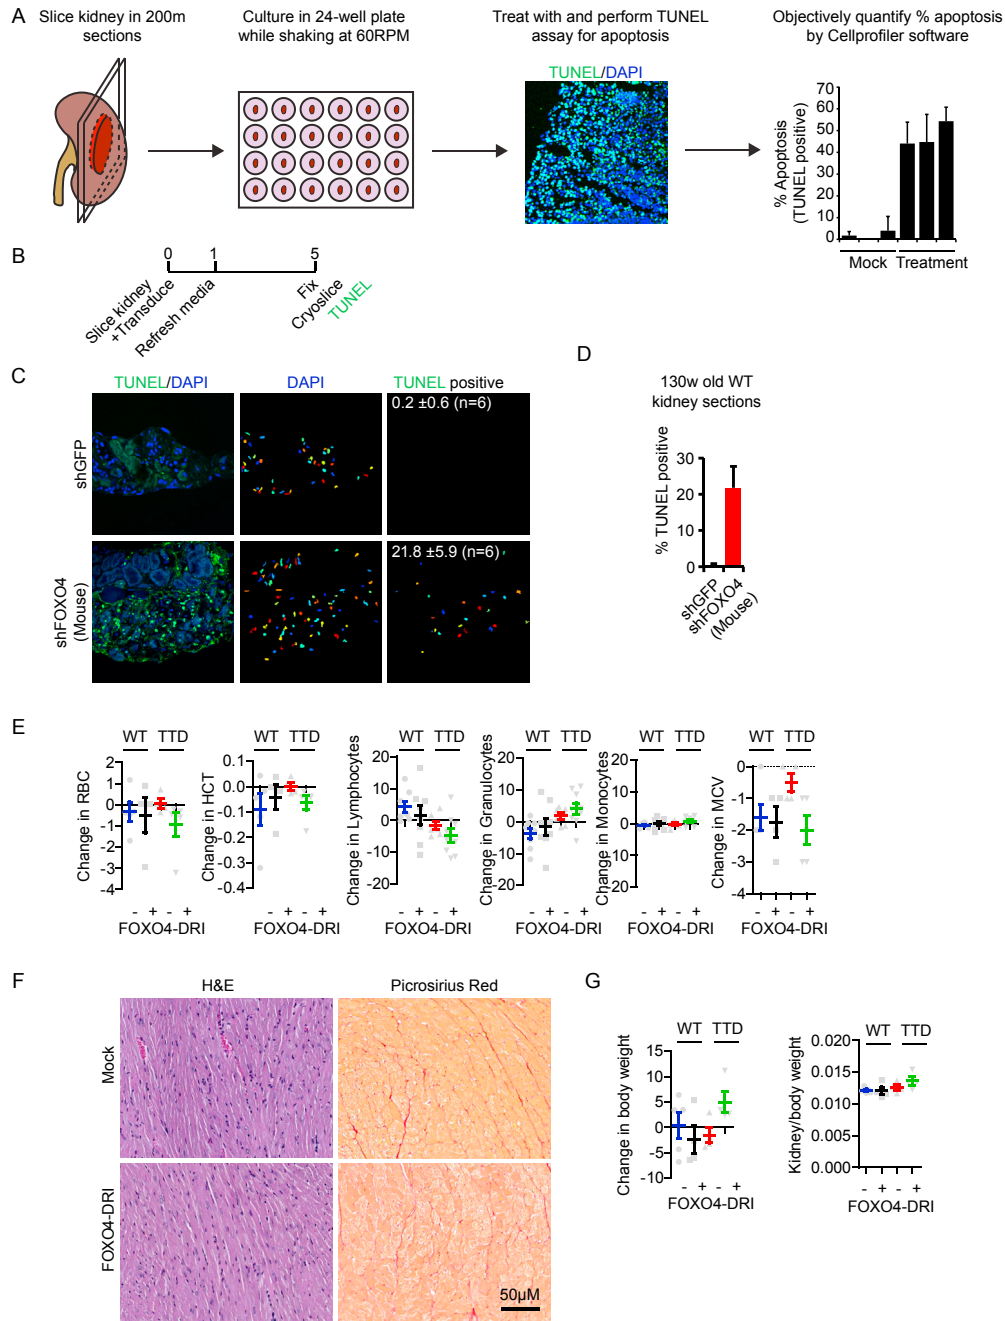 A
Slice kidney in 200m
sections
Culture in 24-well plate
while shaking at 60RPM
Treat with and perform TUNEL
assay for apoptosis
Objectively quantify % apoptosis
by Cellprofiler software
TUNEL/DAPI
% Apoptosis
(TUNEL positive)
70
60
50
40
30
20
10
0
Mock Treatment
B
0 1 5
Slice kidney
+Transduce
Refresh media
Fix
Cryoslice
TUNEL
C
TUNEL/DAPI DAPI TUNEL positive
shGFP
0.2 ±0.6 (n=6)
shFOXO4
(Mouse)
21.8 ±5.9 (n=6)
D
130w old WT
kidney sections
% TUNEL positive
30
20
10
0
shGFP
shFOXO4
(Mouse)
E
WT TTD
Change in RBC
2
1
0
-1
-2
-3
-4
- + - +
FOXO4-DRI
WT TTD
Change in HCT
0.1
0.0
-0.1
-0.2
-0.3
-0.4
- + - +
FOXO4-DRI
WT TTD
Change in Lymphocytes
20
10
0
-10
-20
- + - +
FOXO4-DRI
WT TTD
Change in Granulocytes
20
10
0
-10
-20
- + - +
FOXO4-DRI
WT TTD
Change in Monocytes
20
10
0
-10
20
- + - +
FOXO4-DRI
WT TTD
Change in MCV
0
-1
-2
-3
-4
- + - +
FOXO4-DRI
F
H&E Picrosirius Red
Mock
FOXO4-DRI
50µM
G
WT TTD
Change in body weight
15
10
5
0
-5
-10
- + - +
FOXO4-DRI
WT TTD
Kidney/body weight
0.020
0.015
0.010
0.005
0.000
- + - +
FOXO4-DRI